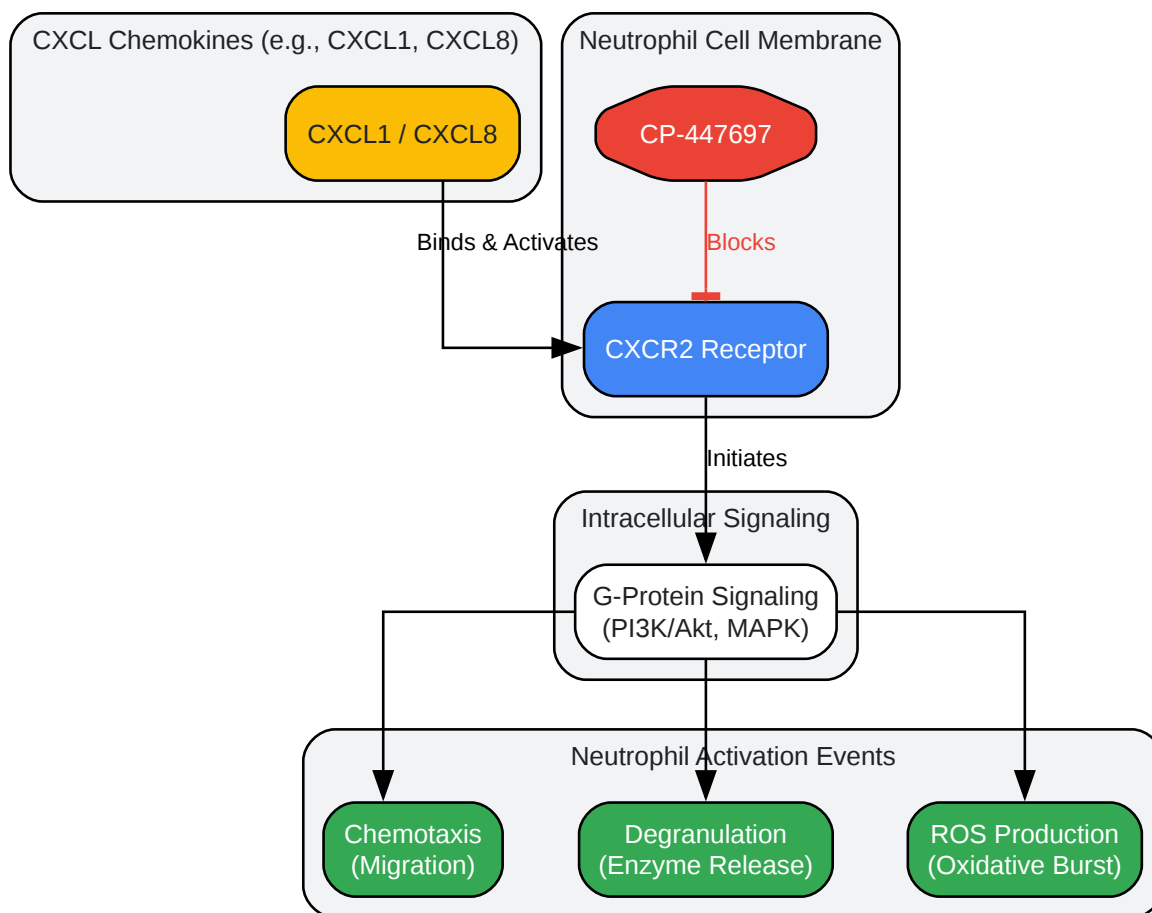 CXCL Chemokines (e.g., CXCL1, CXCL8)
Neutrophil Cell Membrane
CXCL1 / CXCL8
CP-447697
Binds & Activates
Blocks
CXCR2 Receptor
Initiates
Intracellular Signaling
G-Protein Signaling
(PI3K/Akt, MAPK)
Neutrophil Activation Events
Chemotaxis
(Migration)
Degranulation
(Enzyme Release)
ROS Production
(Oxidative Burst)